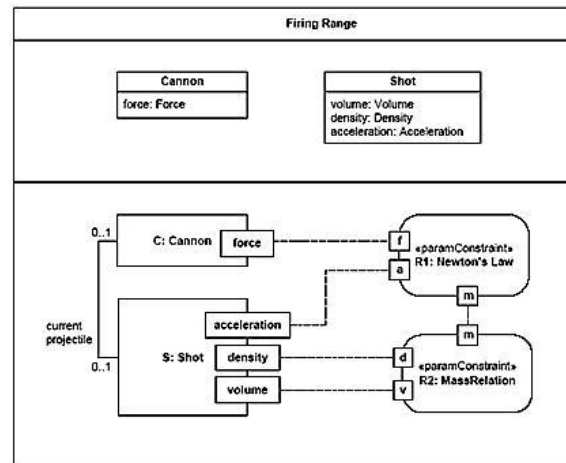 Firing Range
Cannon
force: Force
Shot
volume: Volume
density: Density
acceleration: Acceleration
0..1
C: Cannon
force
f
a
«paramConstraint»
R1: Newton's Law
m
current
projectile
acceleration
S: Shot
density
volume
0..1
m
d
v
«paramConstraint»
R2: MassRelation